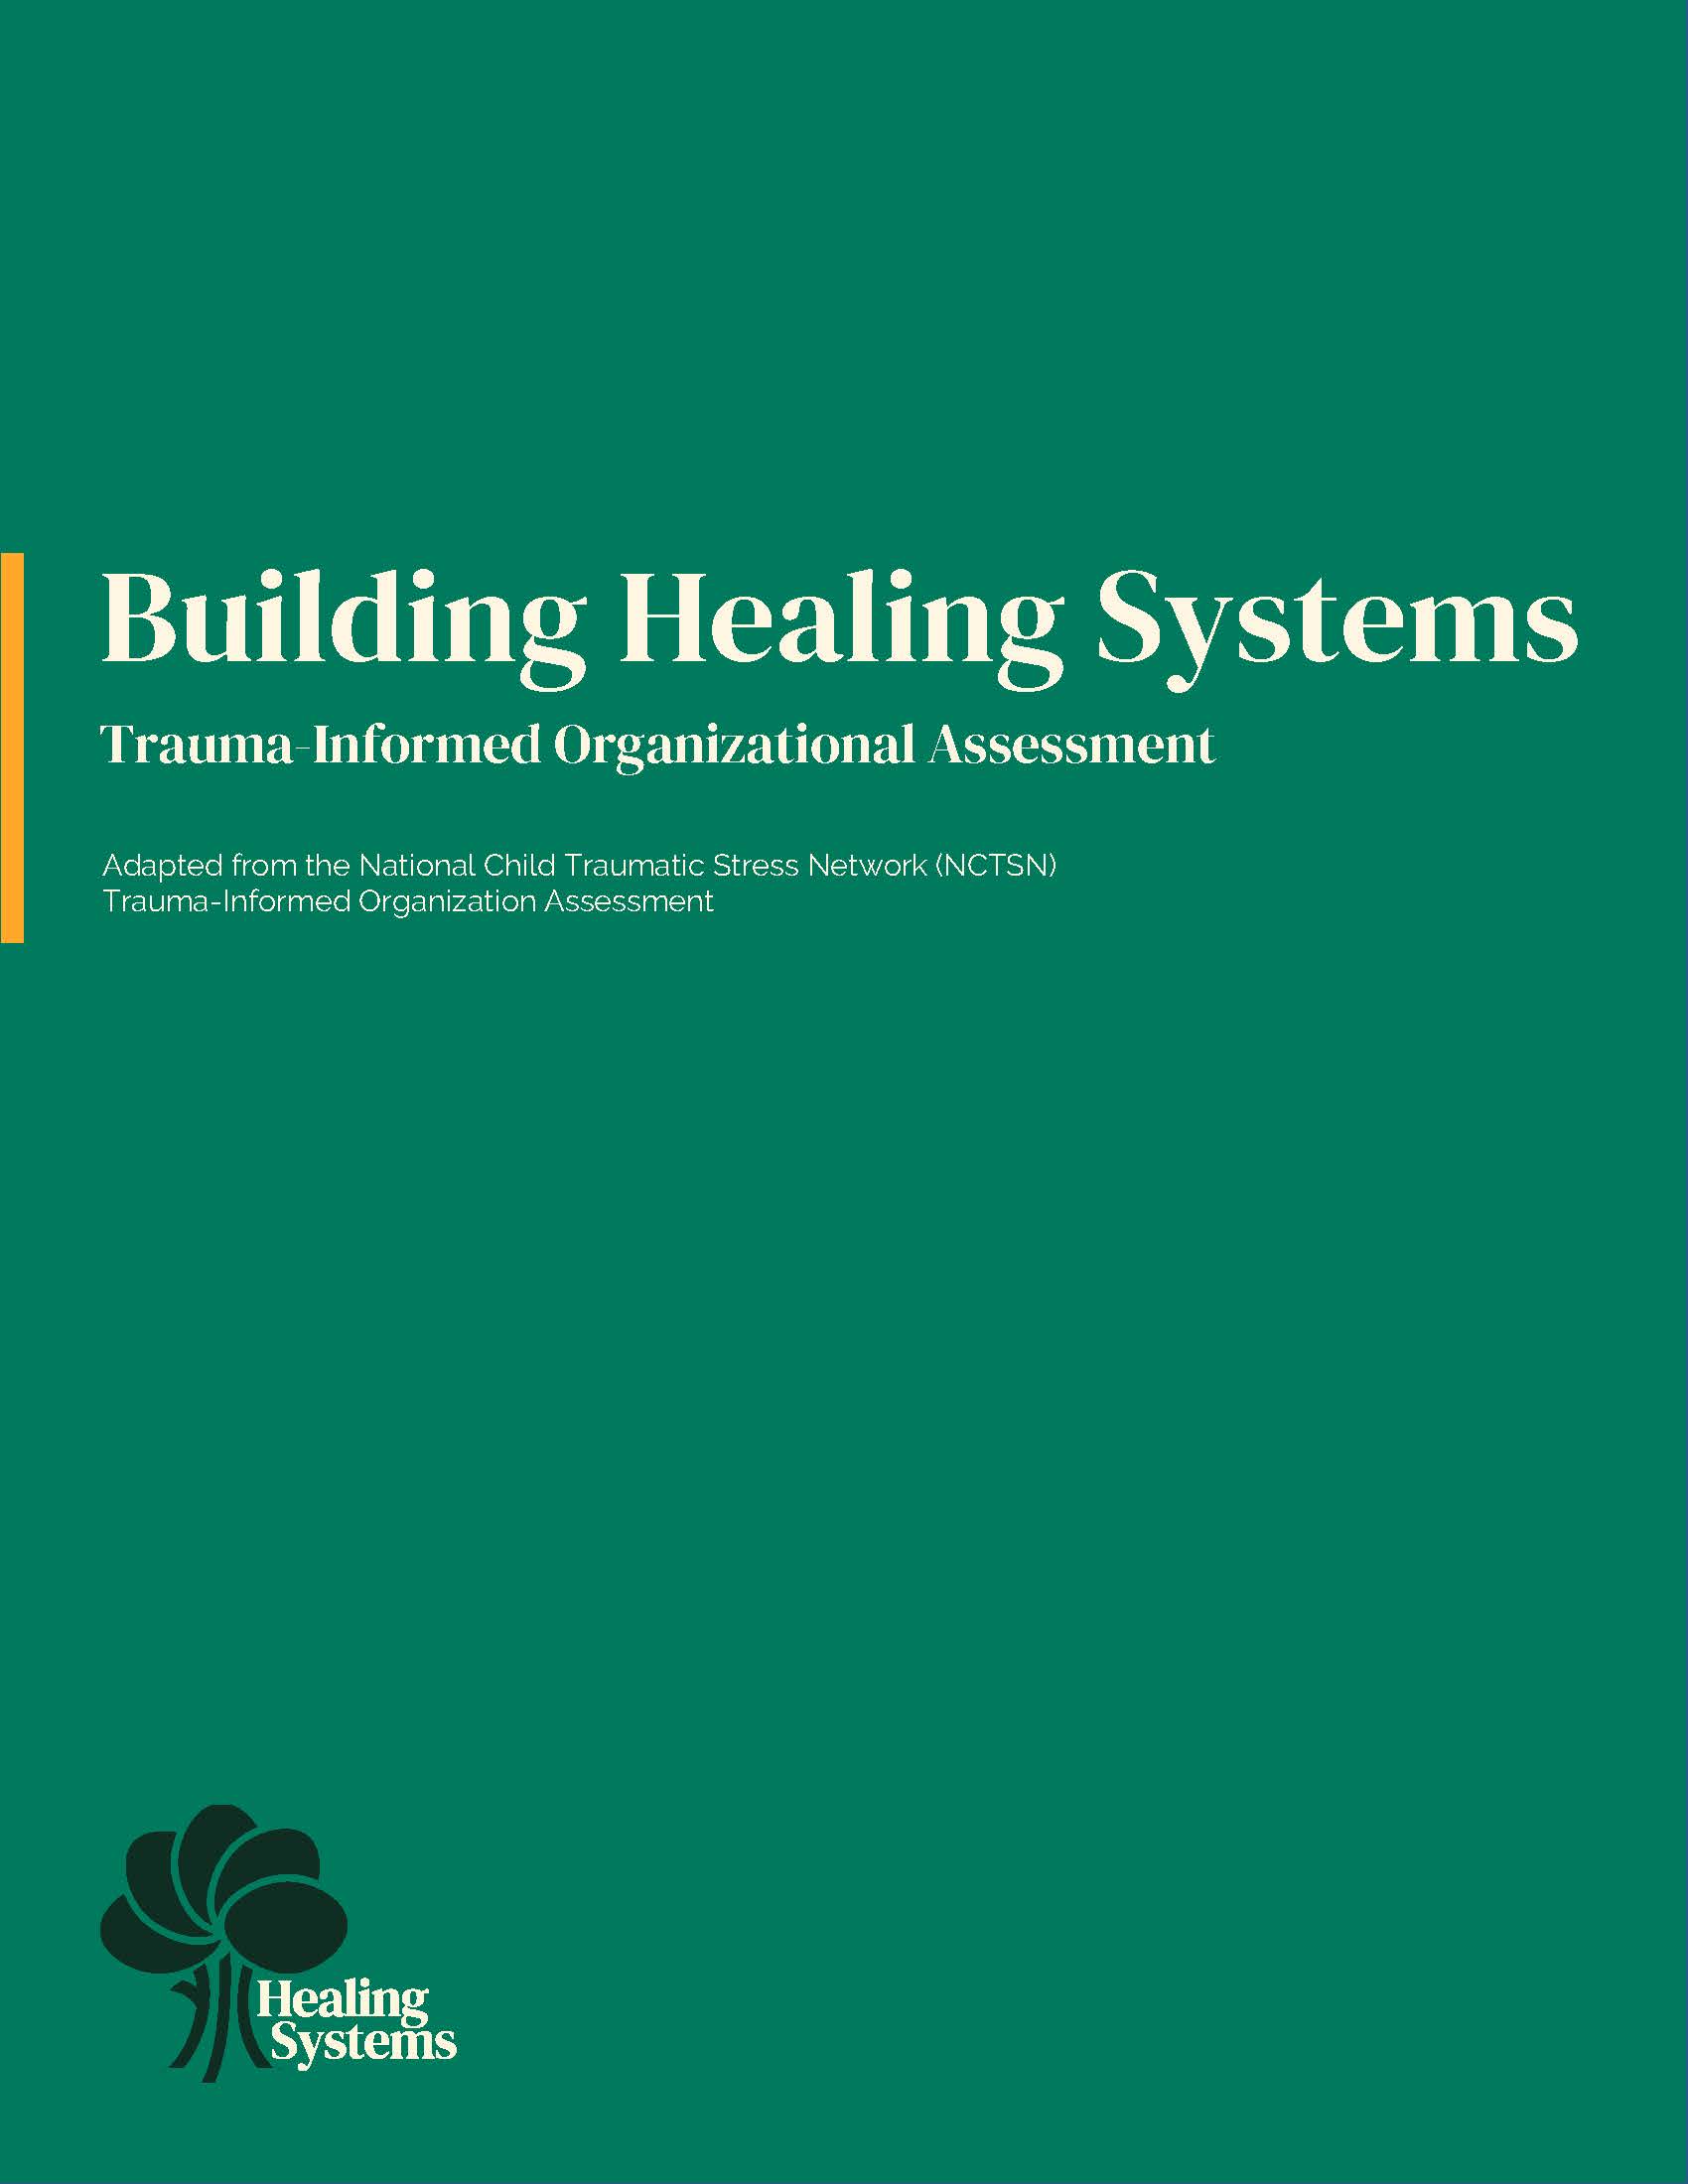 Building Healing Systems
Trauma-Informed Organizational Assessment
Adapted from the National Child Traumatic Stress Network (NCTSN)
Trauma-Informed Organization Assessment
Healing
Systems